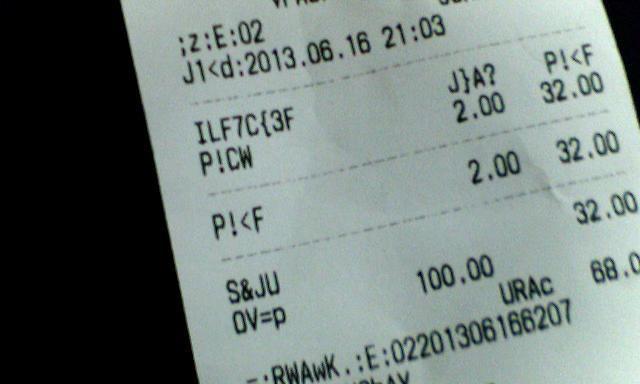 ;z:E:02
J1<d:2013.06.16 21:03
J}A? P!<F
ILF7C{3F 2.00 32.00
P!CW
2.00 32.00
P!<F 32.00
S&JU 100.00 68.0
OV=p URAc
=:RWAwK.:E:02201306166207